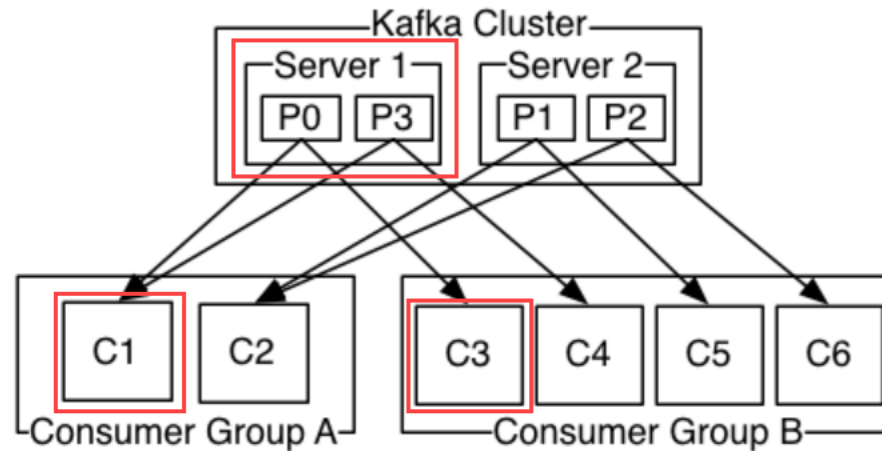 Kafka Cluster
Server 1 Server 2
P0 P3 P1 P2
C1 C2 C3 C4 C5 C6
Consumer Group A Consumer Group B